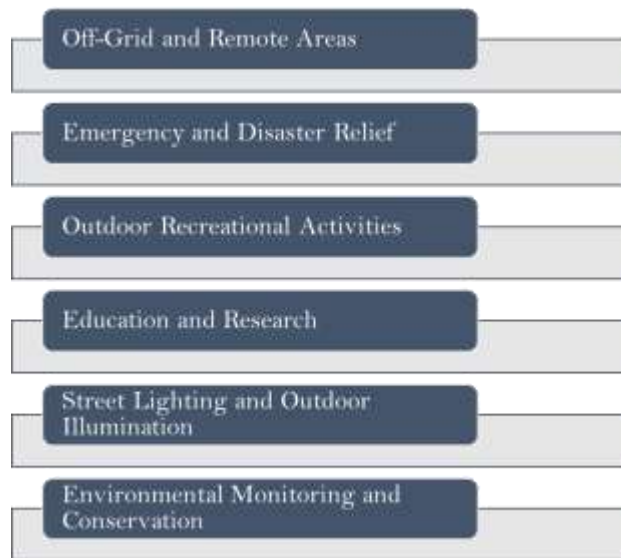 Off-Grid and Remote Areas
Emergency and Disaster Relief
Outdoor Recreational Activities
Education and Research
Street Lighting and Outdoor
Illumination
Environmental Monitoring and
Conservation